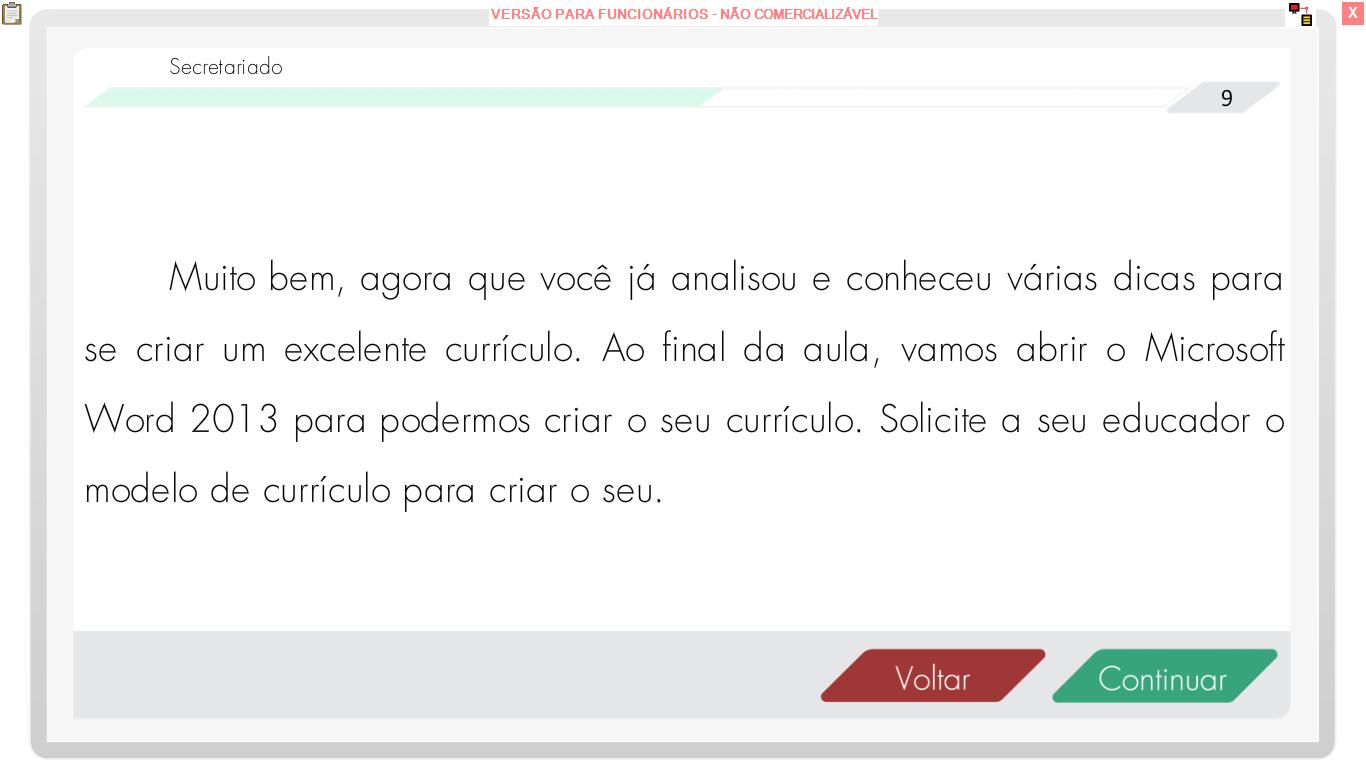 VERSÃO PARA FUNCIONÁRIOS - NÃO COMERCIALIZÁVEL
X
Secretariado
9
Muito bem, agora que você já analisou e conheceu várias dicas para
se criar um excelente currículo. Ao final da aula, vamos abrir o Microsoft
Word 2013 para podermos criar o seu currículo. Solicite a seu educador o
modelo de currículo para criar o seu.
Voltar
Continuar